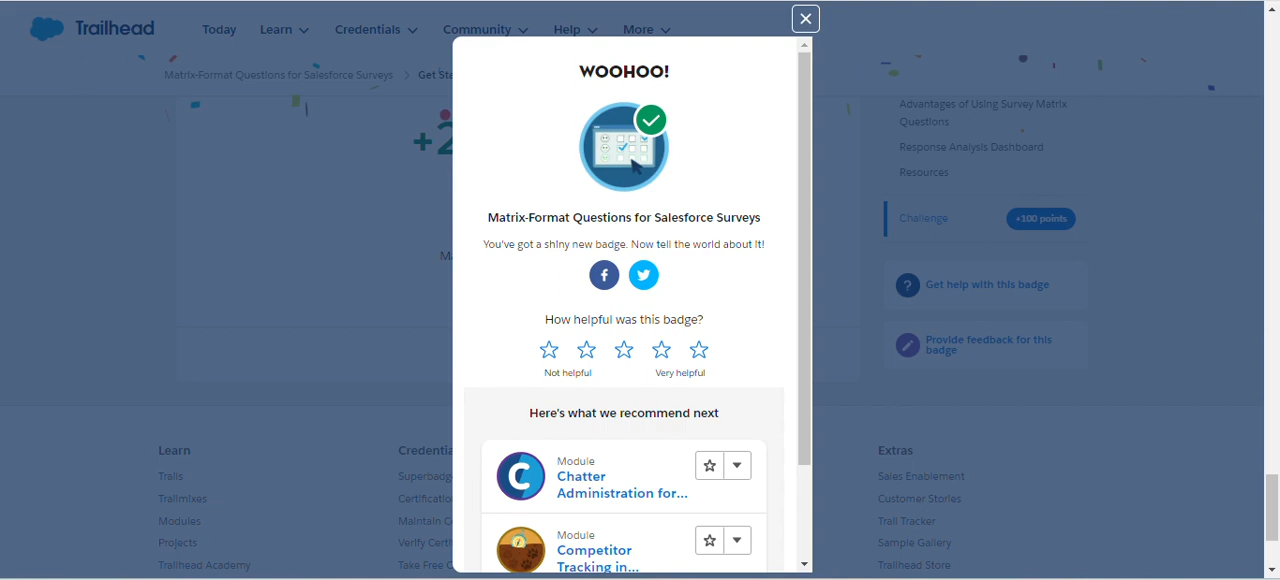 Trailhead
Today
Learn
Credentials
Community
Help
More
Matrix-Format Questions for Salesforce Surveys
WOOHOO!
Matrix-Format Questions for Salesforce Surveys
You've got a shiny new badge. Now tell the world about it!
How helpful was this badge?
Not helpful
Very helpful
Here's what we recommend next
Module
Chatter
Administration for...
Module
Competitor
Tracking in...
Advantages of Using Survey Matrix
Questions
Response Analysis Dashboard
Resources
Challenge
+100 points
Get help with this badge
Provide feedback for this
badge
Learn
Trails
Trailmixes
Modules
Projects
Trailhead Academy
Extras
Sales Enablement
Customer Stories
Trail Tracker
Sample Gallery
Trailhead Store